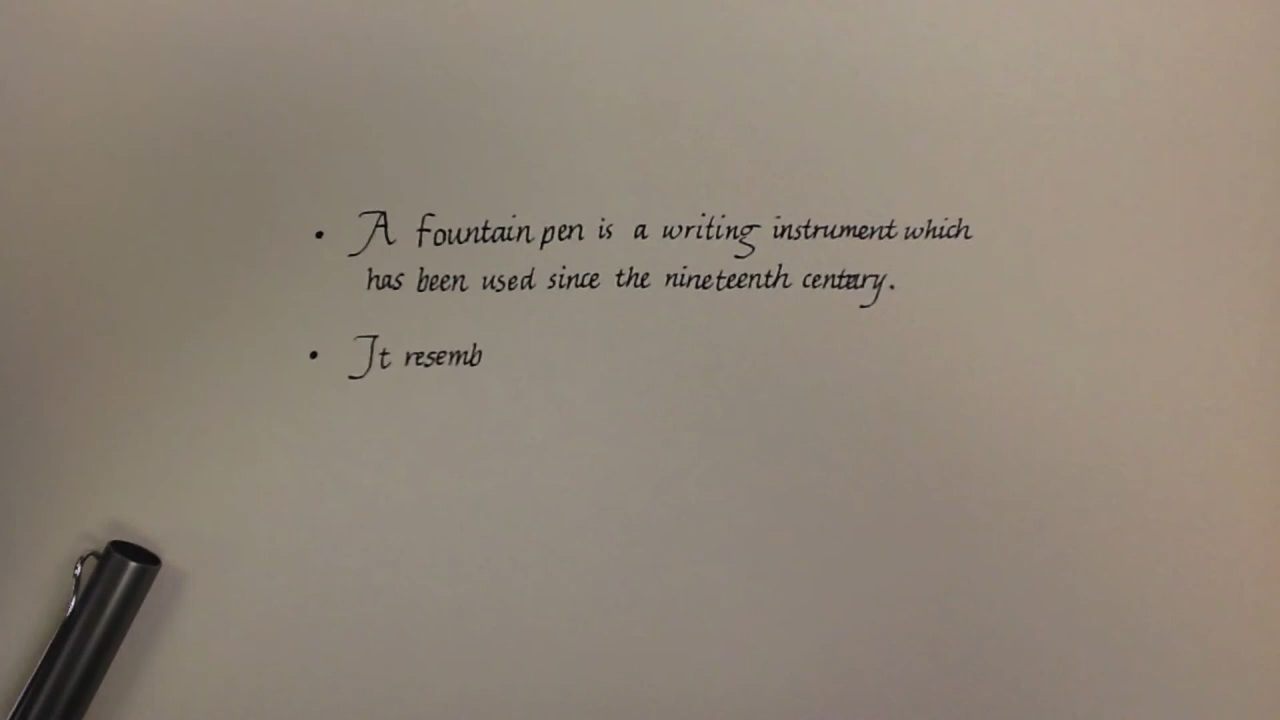 • A fountain pen is a writing instrument which
has been used since the nineteenth century.
• It resemb